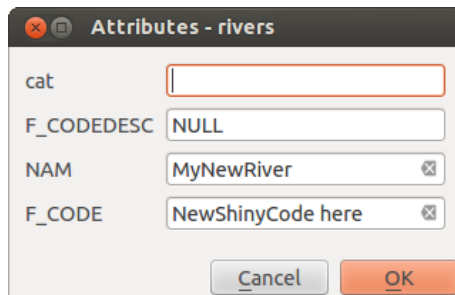 Attributes - rivers
cat
F_CODEDESC NULL
NAM MyNewRiver
F_CODE NewShinyCode here
Cancel OK